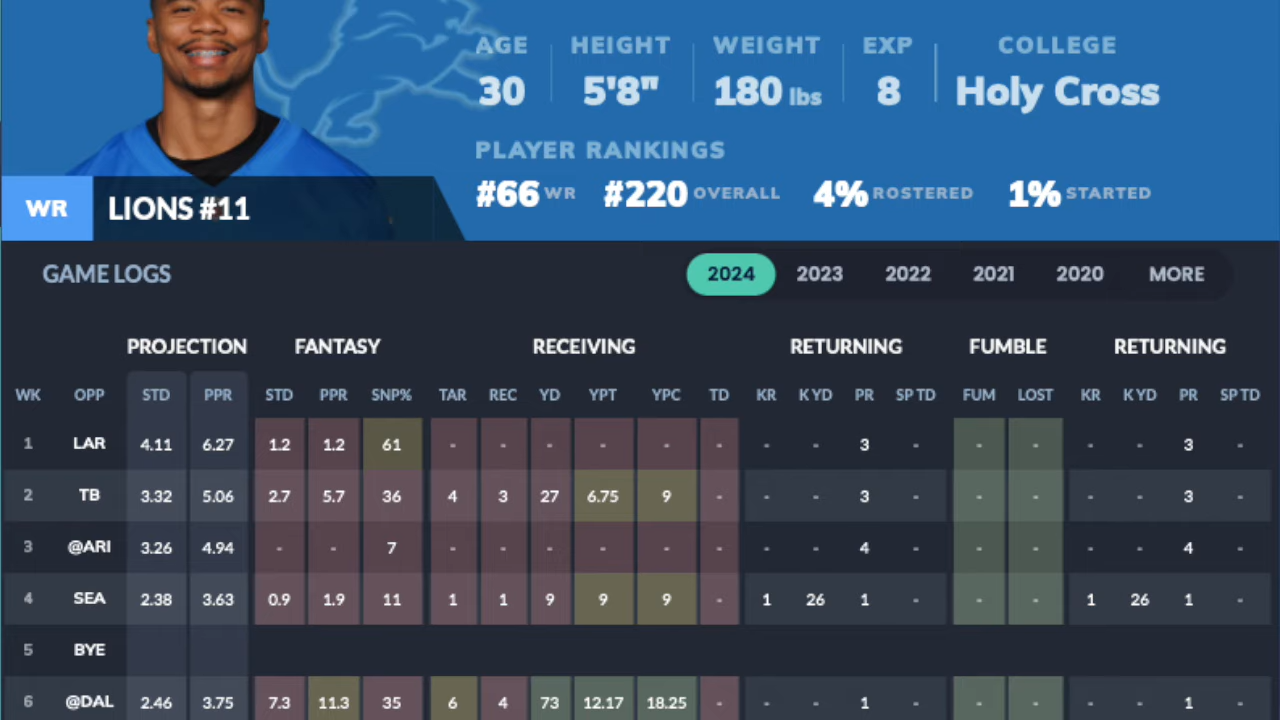 AGE HEIGHT WEIGHT EXP COLLEGE
30 5'8" 180 lbs 8 Holy Cross
PLAYER RANKINGS
#66 WR #220 OVERALL 4% ROSTERED 1% STARTED
WR LIONS #11
GAME LOGS 2024 2023 2022 2021 2020 MORE
PROJECTION FANTASY RECEIVING RETURNING FUMBLE RETURNING
WK OPP STD PPR STD PPR SNP% TAR REC YD YPT YPC TD KR K YD PR SP TD FUM LOST KR K YD PR SP TD
1 LAR 4.11 6.27 1.2 1.2 61 - - - - - - - - 3 - - - - - 3 -
2 TB 3.32 5.06 2.7 5.7 36 4 3 27 6.75 9 - - - 3 - - - - - 3 -
3 @ARI 3.26 4.94 - - 7 - - - - - - - - 4 - - - - - 4 -
4 SEA 2.38 3.63 0.9 1.9 11 1 1 9 9 9 - 1 26 1 - - - 1 26 1 -
5 BYE
6 @DAL 2.46 3.75 7.3 11.3 35 6 4 73 12.17 18.25 - - - 1 - - - - - 1 -